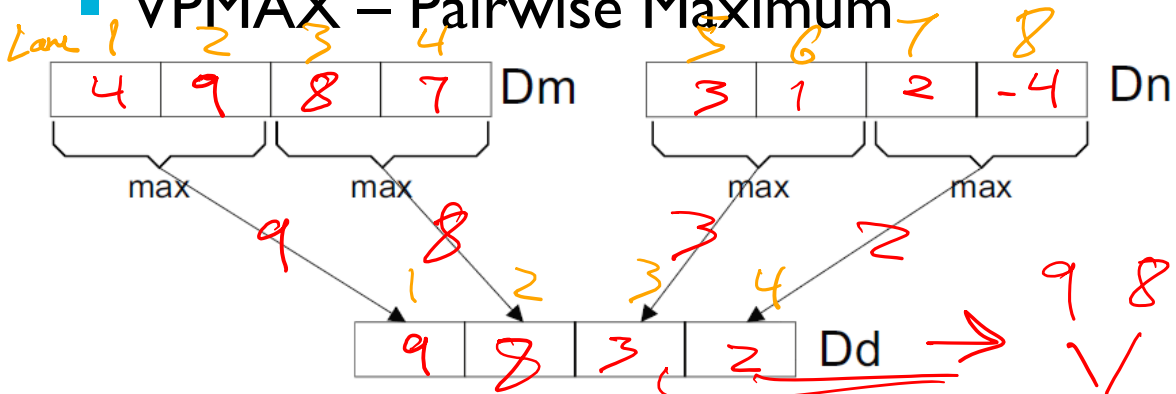 VPMAX – Pairwise Maximum
Lane 1 2 3 4 5 6 7 8
4 9 8 7 Dm 3 1 2 -4 Dn
max max max max
9 8 3 2
1 2 3 4
9 8
9 8 3 2 Dd